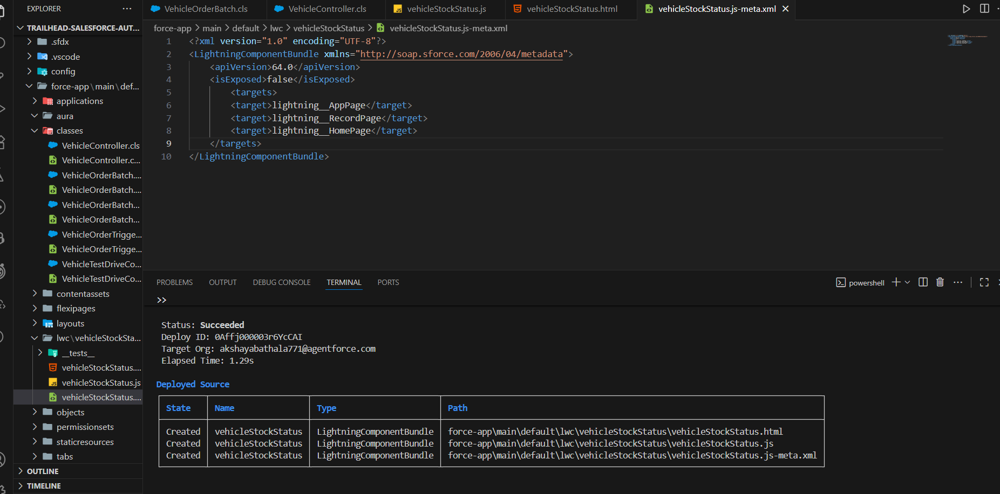 EXPLORER
TRAILHEAD-SALESFORCE-AUT...
.sfdx
.vscode
config
force-app\main\def...
applications
aura
classes
VehicleController.cls
VehicleController.c...
VehicleOrderBatch....
VehicleOrderBatch....
VehicleOrderBatch...
VehicleOrderBatch...
VehicleOrderTrigge...
VehicleOrderTrigge...
VehicleTestDriveCo...
VehicleTestDriveCo...
contentassets
flexipages
layouts
lwc\vehicleStockSta...
__tests__
vehicleStockStatus....
vehicleStockStatus.js
vehicleStockStatus....
objects
permissionsets
staticresources
tabs
OUTLINE
TIMELINE
VehicleOrderBatch.cls VehicleController.cls vehicleStockStatus.js vehicleStockStatus.html vehicleStockStatus.js-meta.xml
force-app > main > default > lwc > vehicleStockStatus > vehicleStockStatus.js-meta.xml
1 <?xml version="1.0" encoding="UTF-8"?>
2 <LightningComponentBundle xmlns="http://soap.sforce.com/2006/04/metadata">
3 <apiVersion>64.0</apiVersion>
4 <isExposed>false</isExposed>
5 <targets>
6 <target>lightning__AppPage</target>
7 <target>lightning__RecordPage</target>
8 <target>lightning__HomePage</target>
9 </targets>
10 </LightningComponentBundle>
PROBLEMS OUTPUT DEBUG CONSOLE TERMINAL PORTS powershell
>>
Status: Succeeded
Deploy ID: 0Affj000003r6YcCAI
Target Org: akshayabathala771@agentforce.com
Elapsed Time: 1.29s
Deployed Source
State Name Type Path
Created vehicleStockStatus LightningComponentBundle force-app\main\default\lwc\vehicleStockStatus\vehicleStockStatus.html
Created vehicleStockStatus LightningComponentBundle force-app\main\default\lwc\vehicleStockStatus\vehicleStockStatus.js
Created vehicleStockStatus LightningComponentBundle force-app\main\default\lwc\vehicleStockStatus\vehicleStockStatus.js-meta.xml